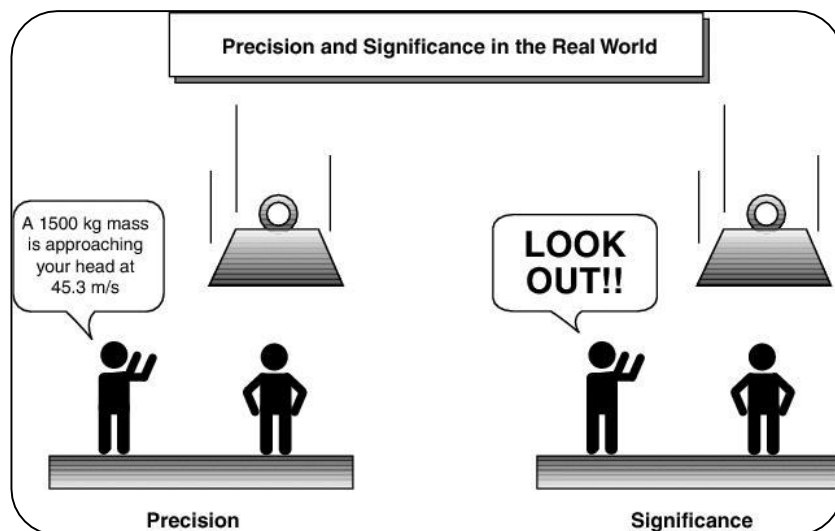 Precision and Significance in the Real World
A 1500 kg mass
is approaching
your head at
45.3 m/s
LOOK
OUT!!
Precision
Significance